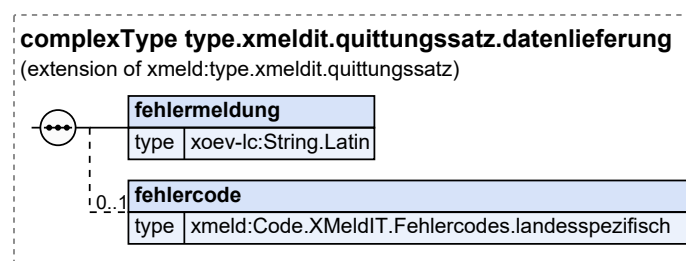 complexType type.xmeldit.quittungssatz.datenlieferung
(extension of xmeld:type.xmeldit.quittungssatz)
fehlermeldung
type xoev-lc:String.Latin
0..1
fehlercode
type xmeld:Code.XMeldIT.Fehlercodes.landesspezifisch